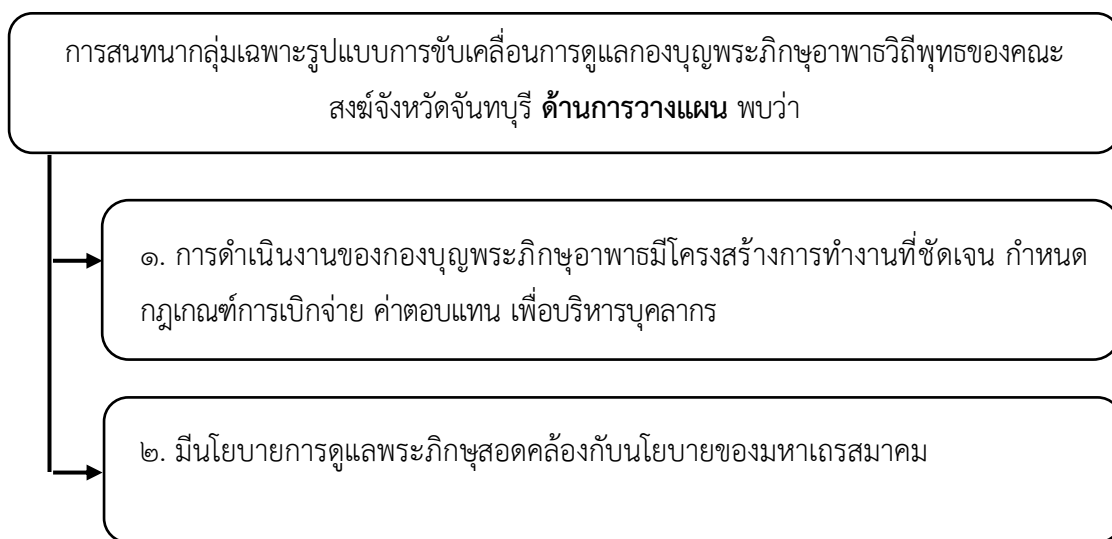 การสนทนากลุ่มเฉพาะรูปแบบการขับเคลื่อนการดูแลกองบุญพระภิกษุอาพาธวิถีพุทธของคณะ
สงฆ์จังหวัดจันทบุรี ด้านการวางแผน พบว่า
๑. การดำเนินงานของกองบุญพระภิกษุอาพาธมีโครงสร้างการทำงานที่ชัดเจน กำหนด
กฎเกณฑ์การเบิกจ่าย ค่าตอบแทน เพื่อบริหารบุคลากร
๒. มีนโยบายการดูแลพระภิกษุสอดคล้องกับนโยบายของมหาเถรสมาคม